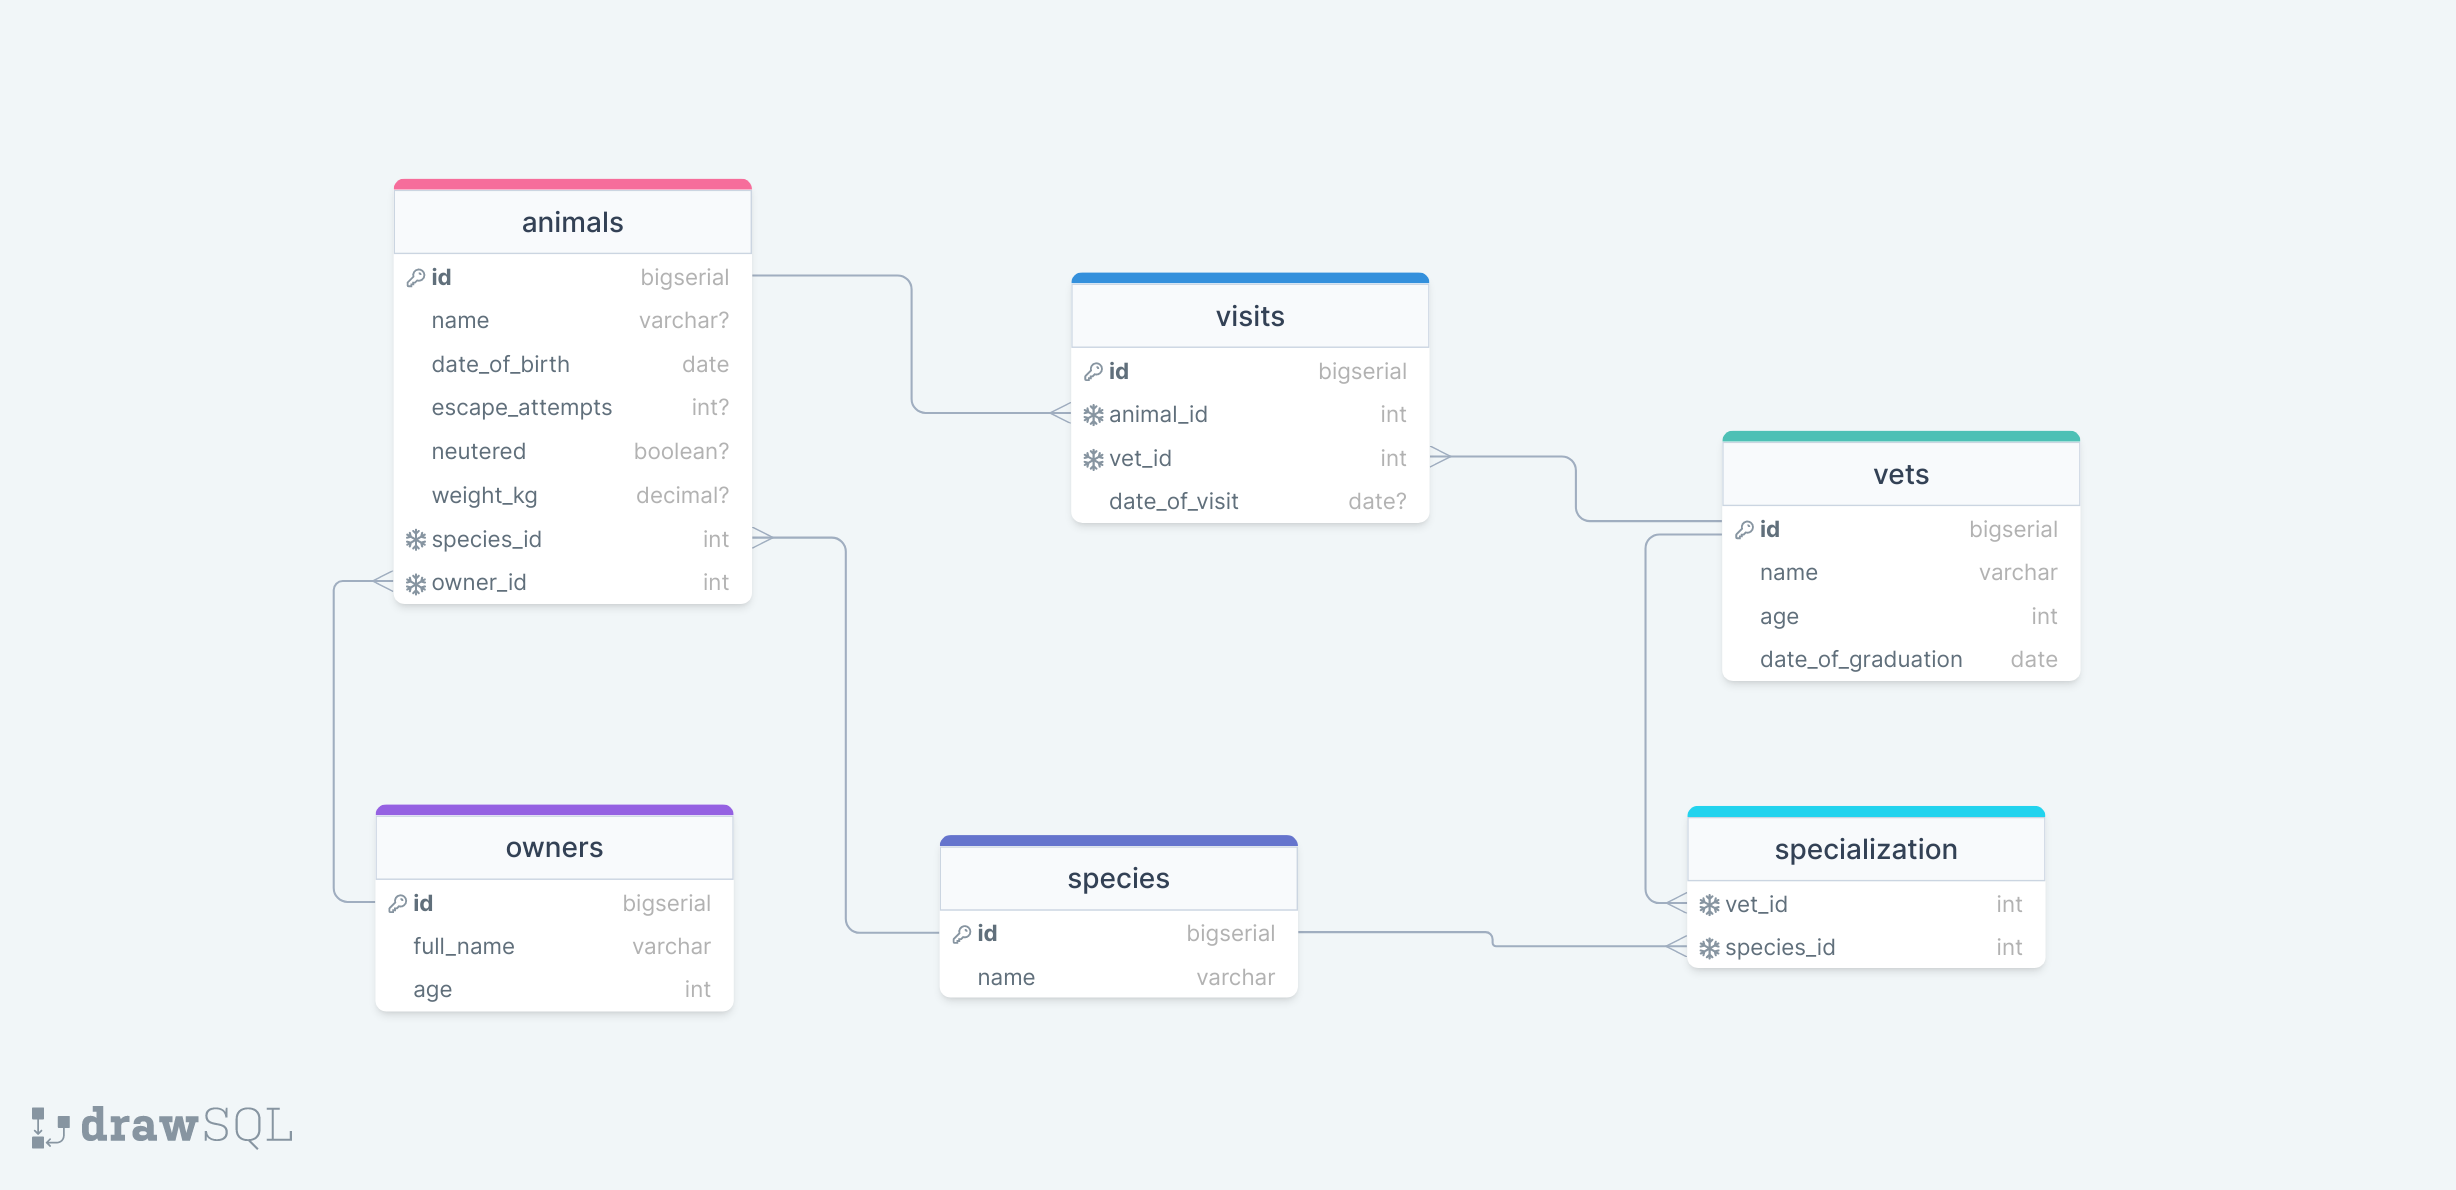 animals
id bigserial
name varchar?
date_of_birth date
escape_attempts int?
neutered boolean?
weight_kg decimal?
species_id int
owner_id int
visits
id bigserial
animal_id int
vet_id int
date_of_visit date?
vets
id bigserial
name varchar
age int
date_of_graduation date
owners
id bigserial
full_name varchar
age int
species
id bigserial
name varchar
specialization
vet_id int
species_id int
drawSQL